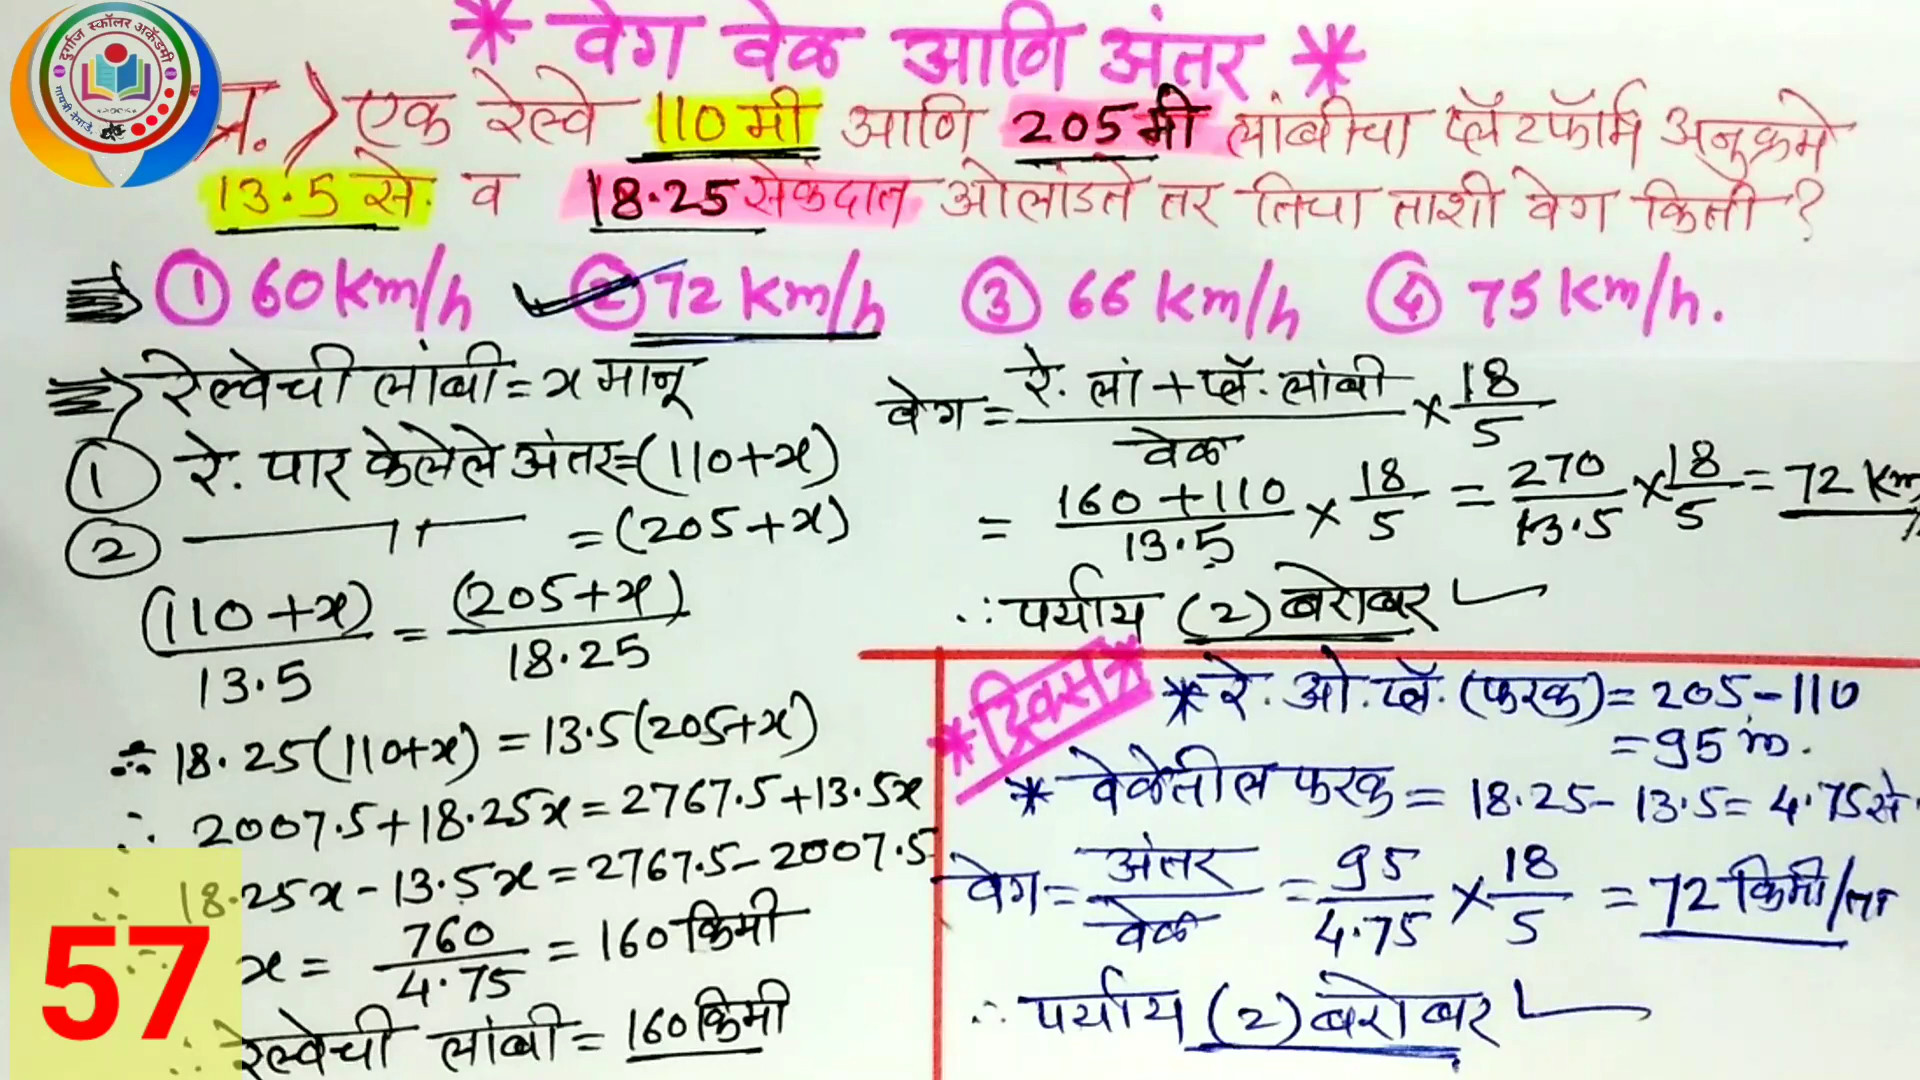 * वेग वेळ आणि अंतर *
दुर्गाज स्कॉलर अकॅडमी
प्र.) एक रेल्वे 110 मी आणि 205 मी लांबीचा प्लॅटफॉर्म अनुक्रमे
13.5 से. व 18.25 सेकंदात ओलांडते तर तिचा ताशी वेग किती?
① 60 Km/h ② 72 Km/h ③ 66 Km/h ④ 75 Km/h.
रेल्वेची लांबी = x मानू
① रे. पार केलेले अंतर = (110+x)
② —〃— = (205+x)
(110+x)/13.5 = (205+x)/18.25
∴ 18.25(110+x) = 13.5(205+x)
∴ 2007.5+18.25x = 2767.5+13.5x
∴ 18.25x - 13.5x = 2767.5 - 2007.5
x = 760/4.75 = 160 किमी
∴ रेल्वेची लांबी = 160 किमी
57
वेग = रे. लां + प्लॅ. लांबी/वेळ × 18/5
= 160+110/13.5 × 18/5 = 270/13.5 × 18/5 = 72 Km
∴ पर्याय (2) बरोबर ✓
*ट्रिक्स*
* रे. ओ. प्लॅ. (फरक) = 205-110
= 95 m.
* वेळेतील फरक = 18.25 - 13.5 = 4.75 से.
वेग = अंतर/वेळ = 95/4.75 × 18/5 = 72 किमी/तास
∴ पर्याय (2) बरोबर ✓